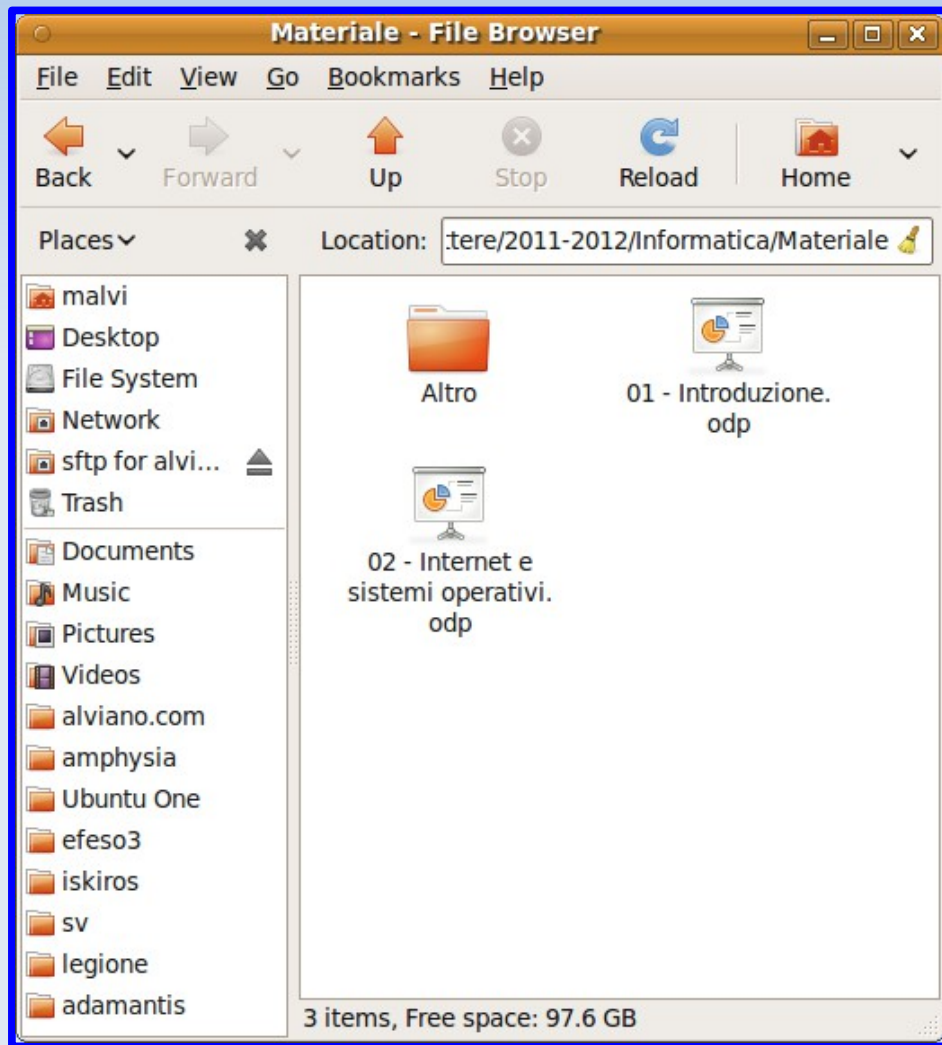 Materiale - File Browser
File Edit View Go Bookmarks Help
Back Forward Up Stop Reload Home
Places Location: :tere/2011-2012/Informatica/Materiale
malvi
Desktop
File System
Network
sftp for alvi...
Trash
Documents
Music
Pictures
Videos
alviano.com
amphysia
Ubuntu One
efeso3
iskiros
sv
legione
adamantis
Altro
01 - Introduzione.
odp
02 - Internet e
sistemi operativi.
odp
3 items, Free space: 97.6 GB